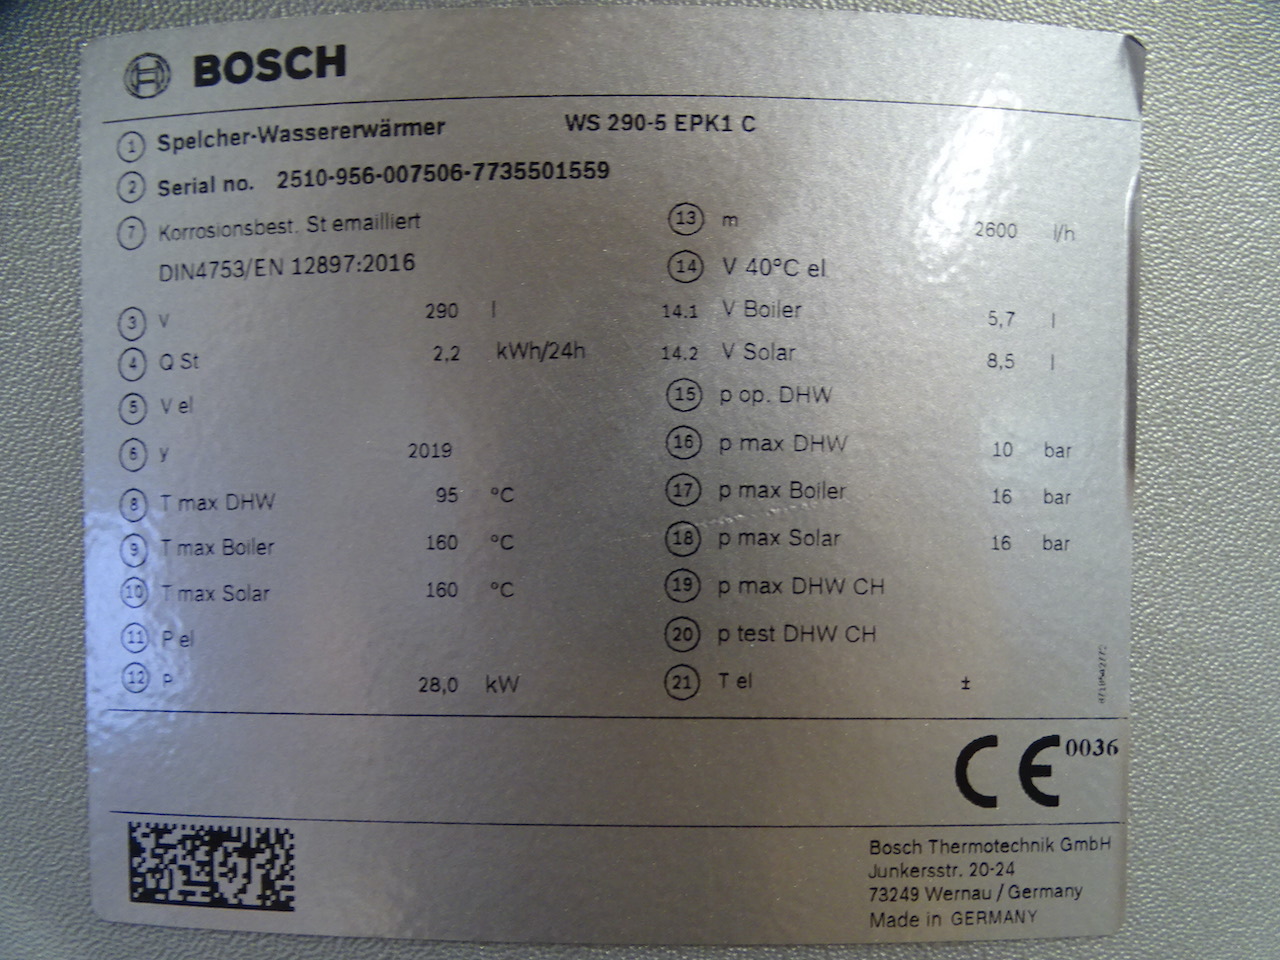 BOSCH
1 Speicher-Wassererwärmer WS 290-5 EPK1 C
2 Serial no. 2510-956-007506-7735501559
7 Korrosionsbest. St emailliert
DIN4753/EN 12897:2016
3 V 290 l
4 Q St 2,2 kWh/24h
5 V el
6 y 2019
8 T max DHW 95 °C
9 T max Boiler 160 °C
10 T max Solar 160 °C
11 P el
12 P 28,0 kW
13 m 2600 l/h
14 V 40°C el
14.1 V Boiler 5,7 l
14.2 V Solar 8,5 l
15 p op. DHW
16 p max DHW 10 bar
17 p max Boiler 16 bar
18 p max Solar 16 bar
19 p max DHW CH
20 p test DHW CH
21 T el ±
CE 0036
Bosch Thermotechnik GmbH
Junkersstr. 20-24
73249 Wernau / Germany
Made in GERMANY